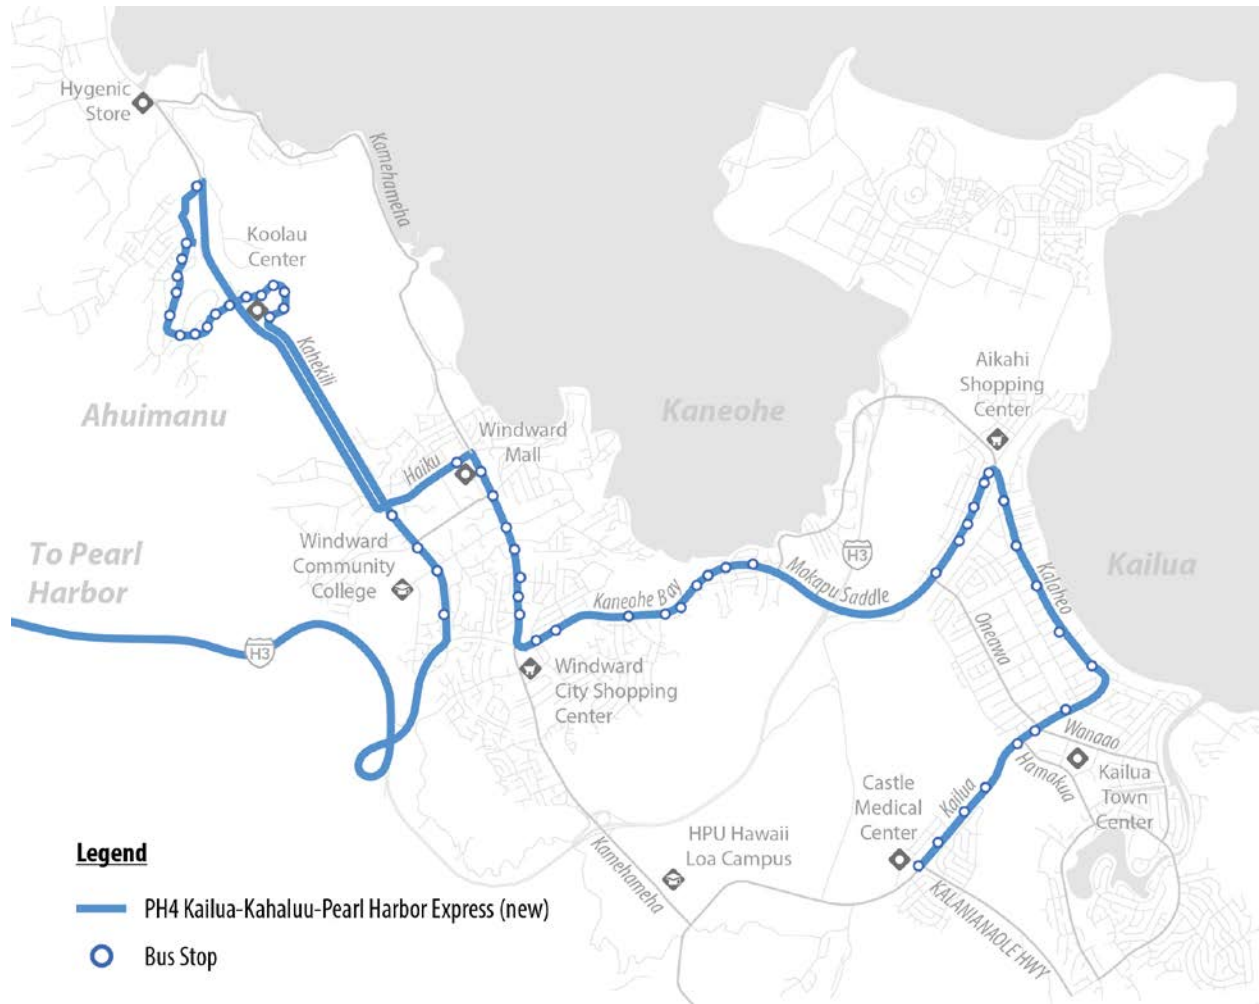 Hygenic
Store
Kamehameha
Koolau
Center
Kahekili
Ahuimanu
Kaneohe
Aikahi
Shopping
Center
Windward
Mall
Haiku
Windward
Community
College
To Pearl
Harbor
H3
H3
Kailua
Mokapu Saddle
Kaneohe Bay
Kalaheo
Oneawa
Windward
City Shopping
Center
Wanaao
Hamakua
Kailua
Town
Center
Castle
Medical
Center
Kailua
HPU Hawaii
Loa Campus
Kamehameha
KALANIANAOLE HWY
Legend
PH4 Kailua-Kahaluu-Pearl Harbor Express (new)
Bus Stop